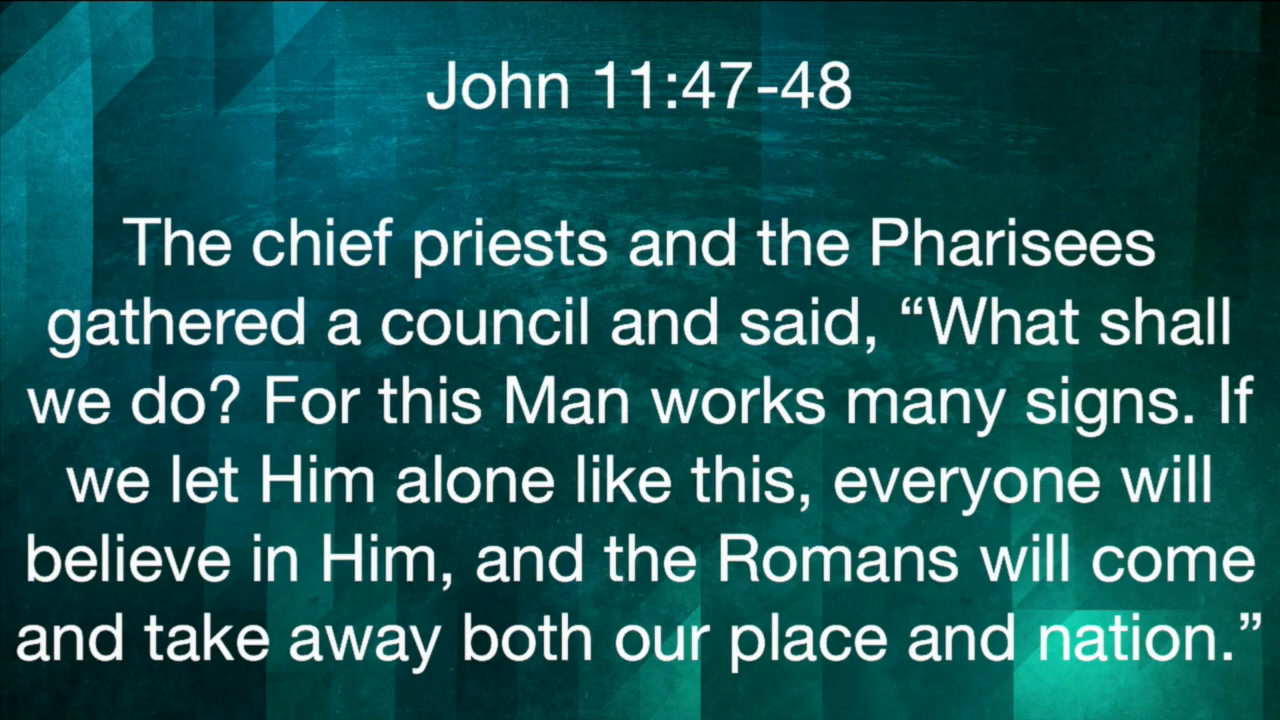 John 11:47-48
The chief priests and the Pharisees
gathered a council and said, “What shall
we do? For this Man works many signs. If
we let Him alone like this, everyone will
believe in Him, and the Romans will come
and take away both our place and nation.”